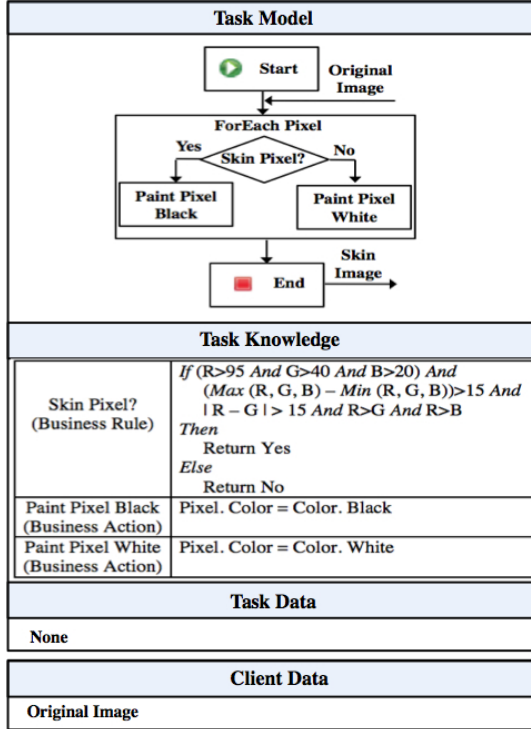 Task Model
Start
Original
Image
ForEach Pixel
Yes
Skin Pixel?
No
Paint Pixel
Black
Paint Pixel
White
Skin
Image
End
Task Knowledge
Skin Pixel?
(Business Rule)
If (R>95 And G>40 And B>20) And
(Max (R, G, B) – Min (R, G, B))>15 And
| R – G | > 15 And R>G And R>B
Then
Return Yes
Else
Return No
Paint Pixel Black
(Business Action)
Pixel. Color = Color. Black
Paint Pixel White
(Business Action)
Pixel. Color = Color. White
Task Data
None
Client Data
Original Image